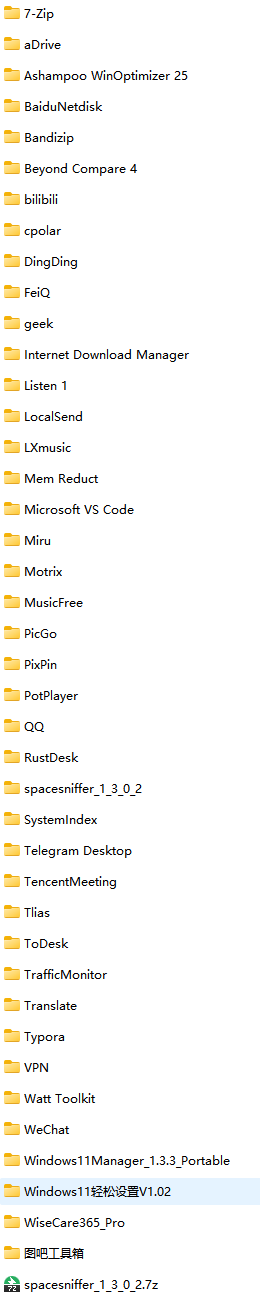 7-Zip
aDrive
Ashampoo WinOptimizer 25
BaiduNetdisk
Bandizip
Beyond Compare 4
bilibili
cpolar
DingDing
FeiQ
geek
Internet Download Manager
Listen 1
LocalSend
LXmusic
Mem Reduct
Microsoft VS Code
Miru
Motrix
MusicFree
PicGo
PixPin
PotPlayer
QQ
RustDesk
spacesniffer_1_3_0_2
SystemIndex
Telegram Desktop
TencentMeeting
Tlias
ToDesk
TrafficMonitor
Translate
Typora
VPN
Watt Toolkit
WeChat
Windows11Manager_1.3.3_Portable
Windows11轻松设置V1.02
WiseCare365_Pro
图吧工具箱
spacesniffer_1_3_0_2.7z